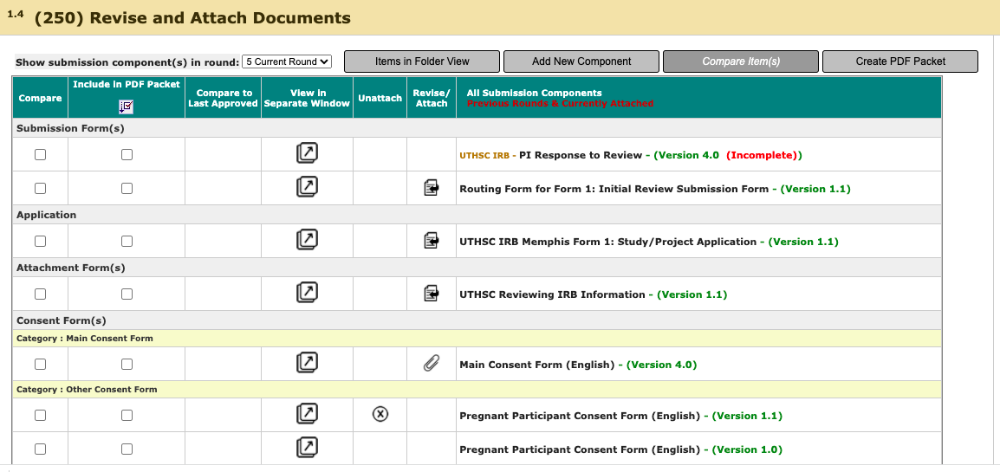 1.4 (250) Revise and Attach Documents
Show submission component(s) in round: 5 Current Round Items in Folder View Add New Component Compare Item(s) Create PDF Packet
Compare Include in PDF Packet Compare to Last Approved View in Separate Window Unattach Revise/ Attach All Submission Components
Previous Rounds & Currently Attached
Submission Form(s)
UTHSC IRB - PI Response to Review - (Version 4.0 (Incomplete))
Routing Form for Form 1: Initial Review Submission Form - (Version 1.1)
Application
UTHSC IRB Memphis Form 1: Study/Project Application - (Version 1.1)
Attachment Form(s)
UTHSC Reviewing IRB Information - (Version 1.1)
Consent Form(s)
Category : Main Consent Form
Main Consent Form (English) - (Version 4.0)
Category : Other Consent Form
Pregnant Participant Consent Form (English) - (Version 1.1)
Pregnant Participant Consent Form (English) - (Version 1.0)